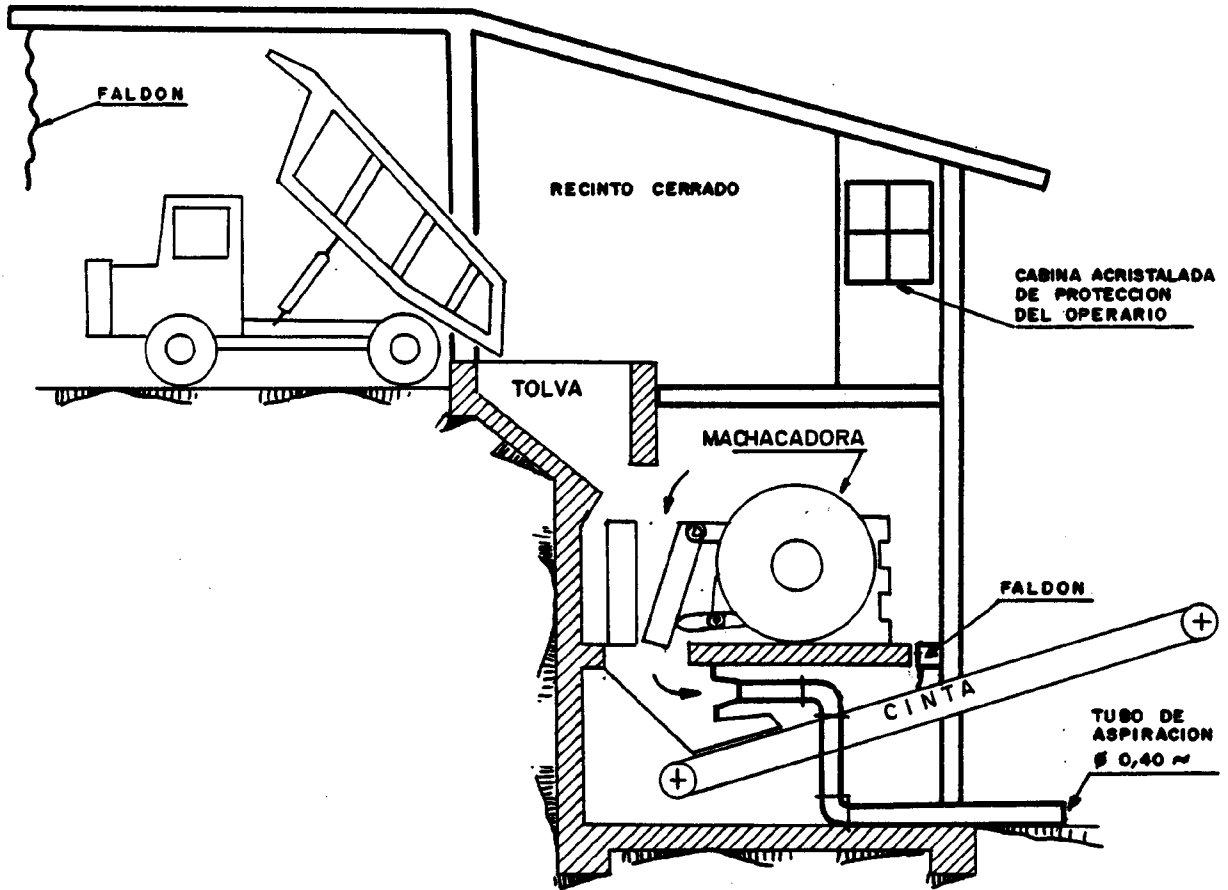 FALDON
RECINTO CERRADO
CABINA ACRISTALADA
DE PROTECCION
DEL OPERARIO
TOLVA
MACHACADORA
FALDON
CINTA
TUBO DE
ASPIRACION
Ø 0,40 ~